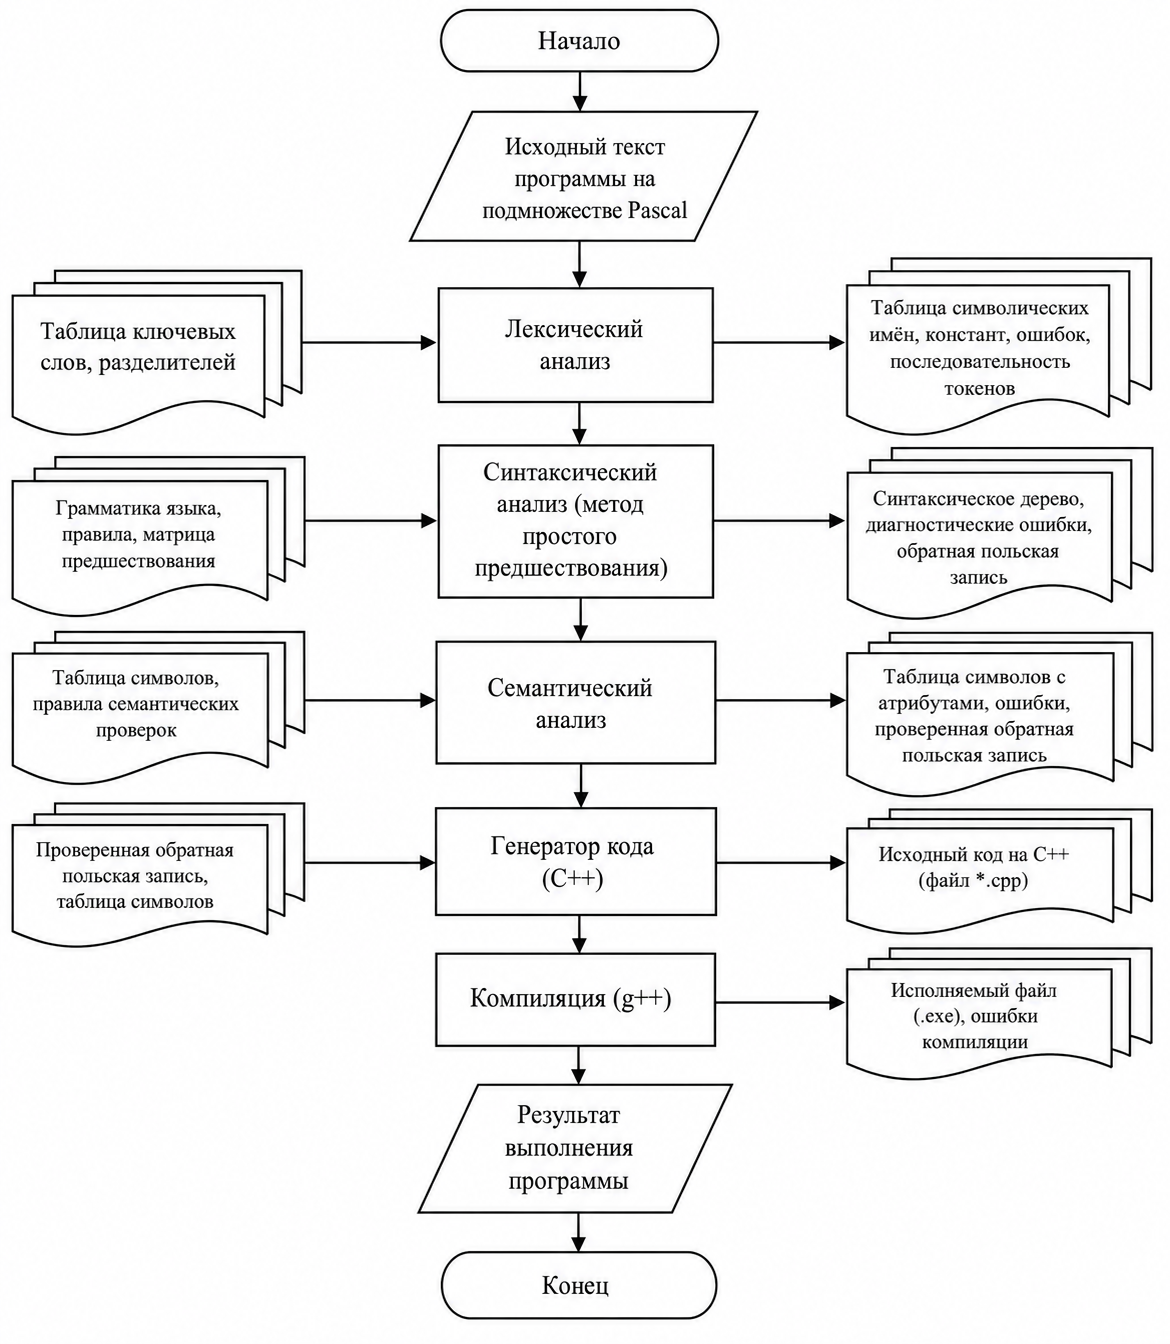 Начало
Исходный текст
программы на
подмножестве Pascal
Таблица ключевых
слов, разделителей
Лексический
анализ
Таблица символических
имён, констант, ошибок,
последовательность
токенов
Грамматика языка,
правила, матрица
предшествования
Синтаксический
анализ (метод
простого
предшествования)
Синтаксическое дерево,
диагностические ошибки,
обратная польская
запись
Таблица символов,
правила семантических
проверок
Семантический
анализ
Таблица символов с
атрибутами, ошибки,
проверенная обратная
польская запись
Проверенная обратная
польская запись,
таблица символов
Генератор кода
(C++)
Исходный код на C++
(файл *.cpp)
Компиляция (g++)
Исполняемый файл
(.exe), ошибки
компиляции
Результат
выполнения
программы
Конец